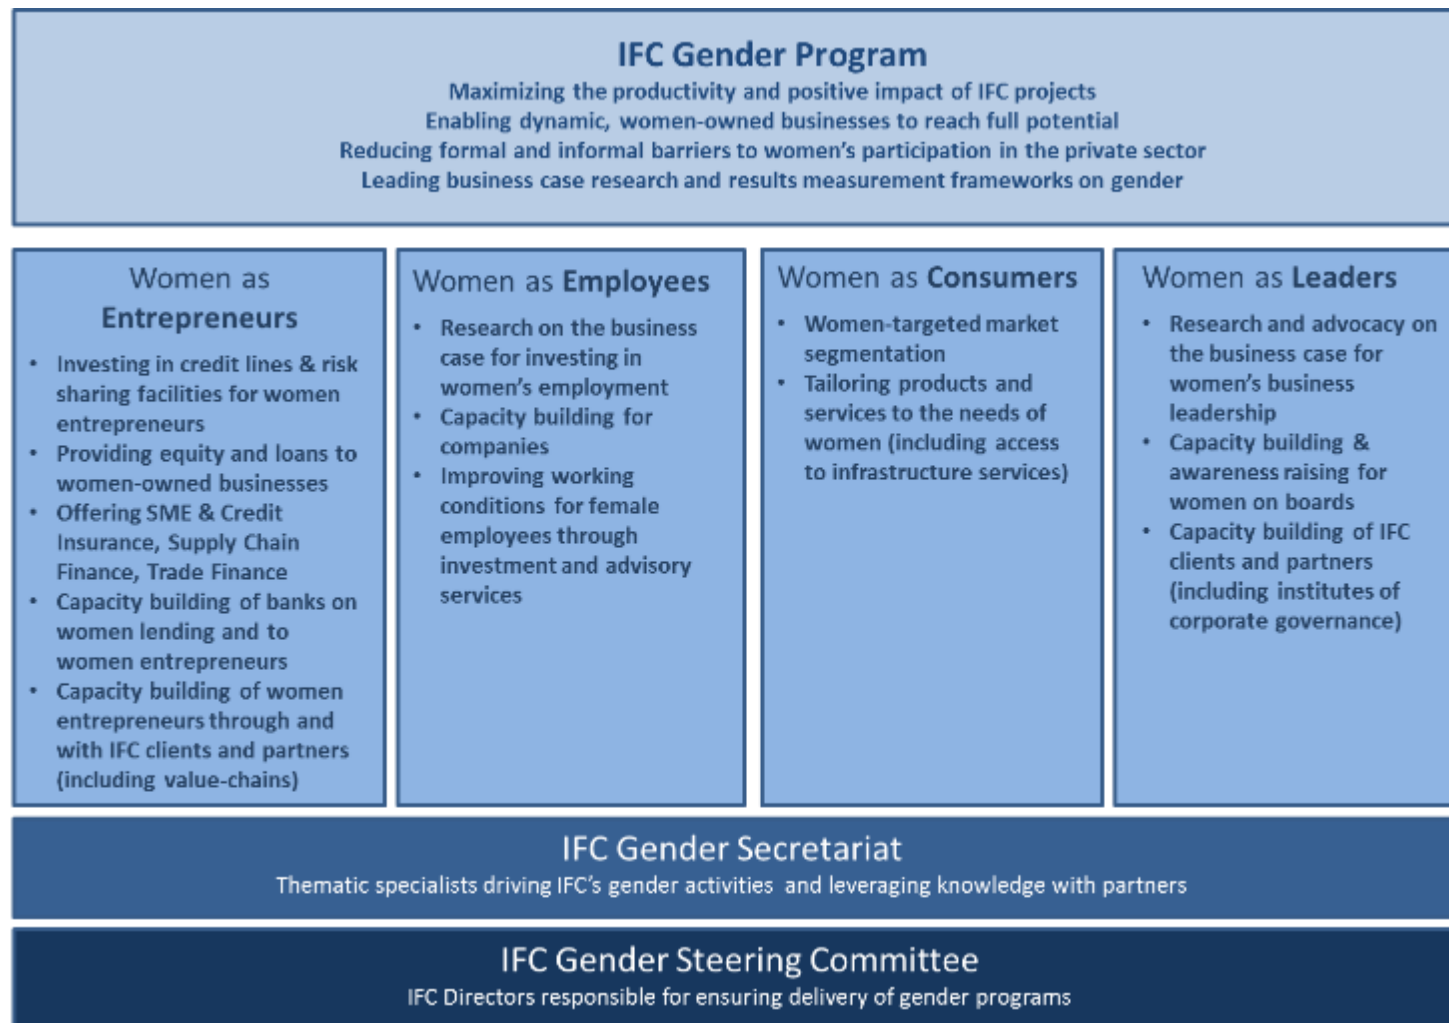 IFC Gender Program
Maximizing the productivity and positive impact of IFC projects
Enabling dynamic, women-owned businesses to reach full potential
Reducing formal and informal barriers to women's participation in the private sector
Leading business case research and results measurement frameworks on gender
Women as
Entrepreneurs
• Investing in credit lines & risk
sharing facilities for women
entrepreneurs
• Providing equity and loans to
women-owned businesses
• Offering SME & Credit
Insurance, Supply Chain
Finance, Trade Finance
• Capacity building of banks on
women lending and to
women entrepreneurs
• Capacity building of women
entrepreneurs through and
with IFC clients and partners
(including value-chains)
Women as Employees
• Research on the business
case for investing in
women's employment
• Capacity building for
companies
• Improving working
conditions for female
employees through
investment and advisory
services
Women as Consumers
• Women-targeted market
segmentation
• Tailoring products and
services to the needs of
women (including access
to infrastructure services)
Women as Leaders
• Research and advocacy on
the business case for
women's business
leadership
• Capacity building &
awareness raising for
women on boards
• Capacity building of IFC
clients and partners
(including institutes of
corporate governance)
IFC Gender Secretariat
Thematic specialists driving IFC's gender activities and leveraging knowledge with partners
IFC Gender Steering Committee
IFC Directors responsible for ensuring delivery of gender programs